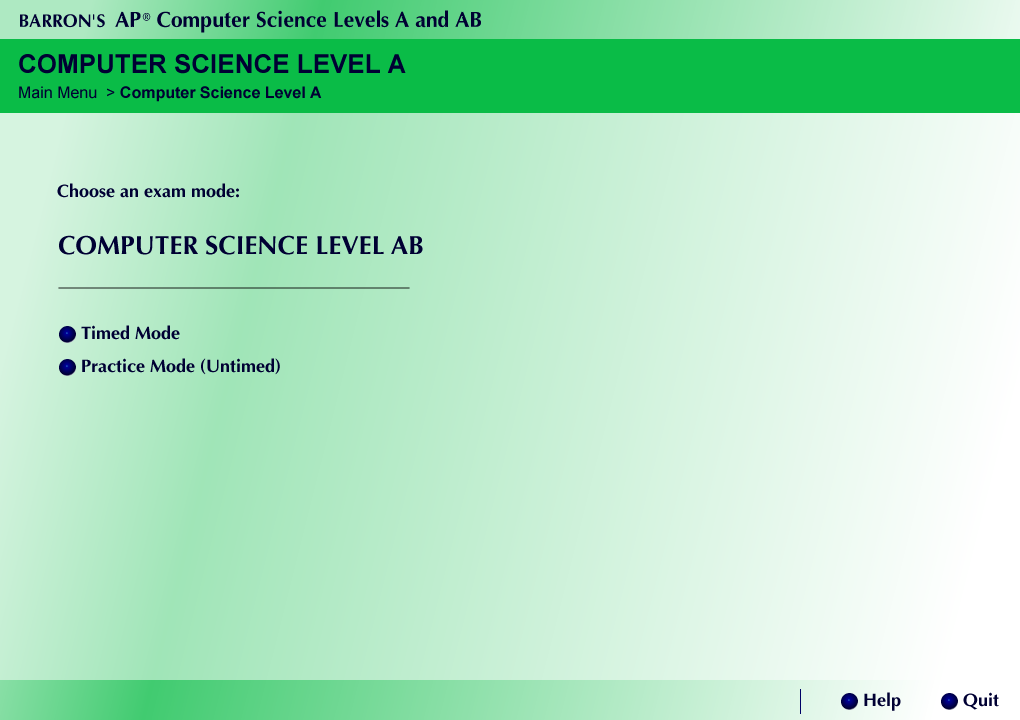 BARRON'S AP® Computer Science Levels A and AB
COMPUTER SCIENCE LEVEL A
Main Menu > Computer Science Level A
Choose an exam mode:
COMPUTER SCIENCE LEVEL AB
Timed Mode
Practice Mode (Untimed)
Help Quit